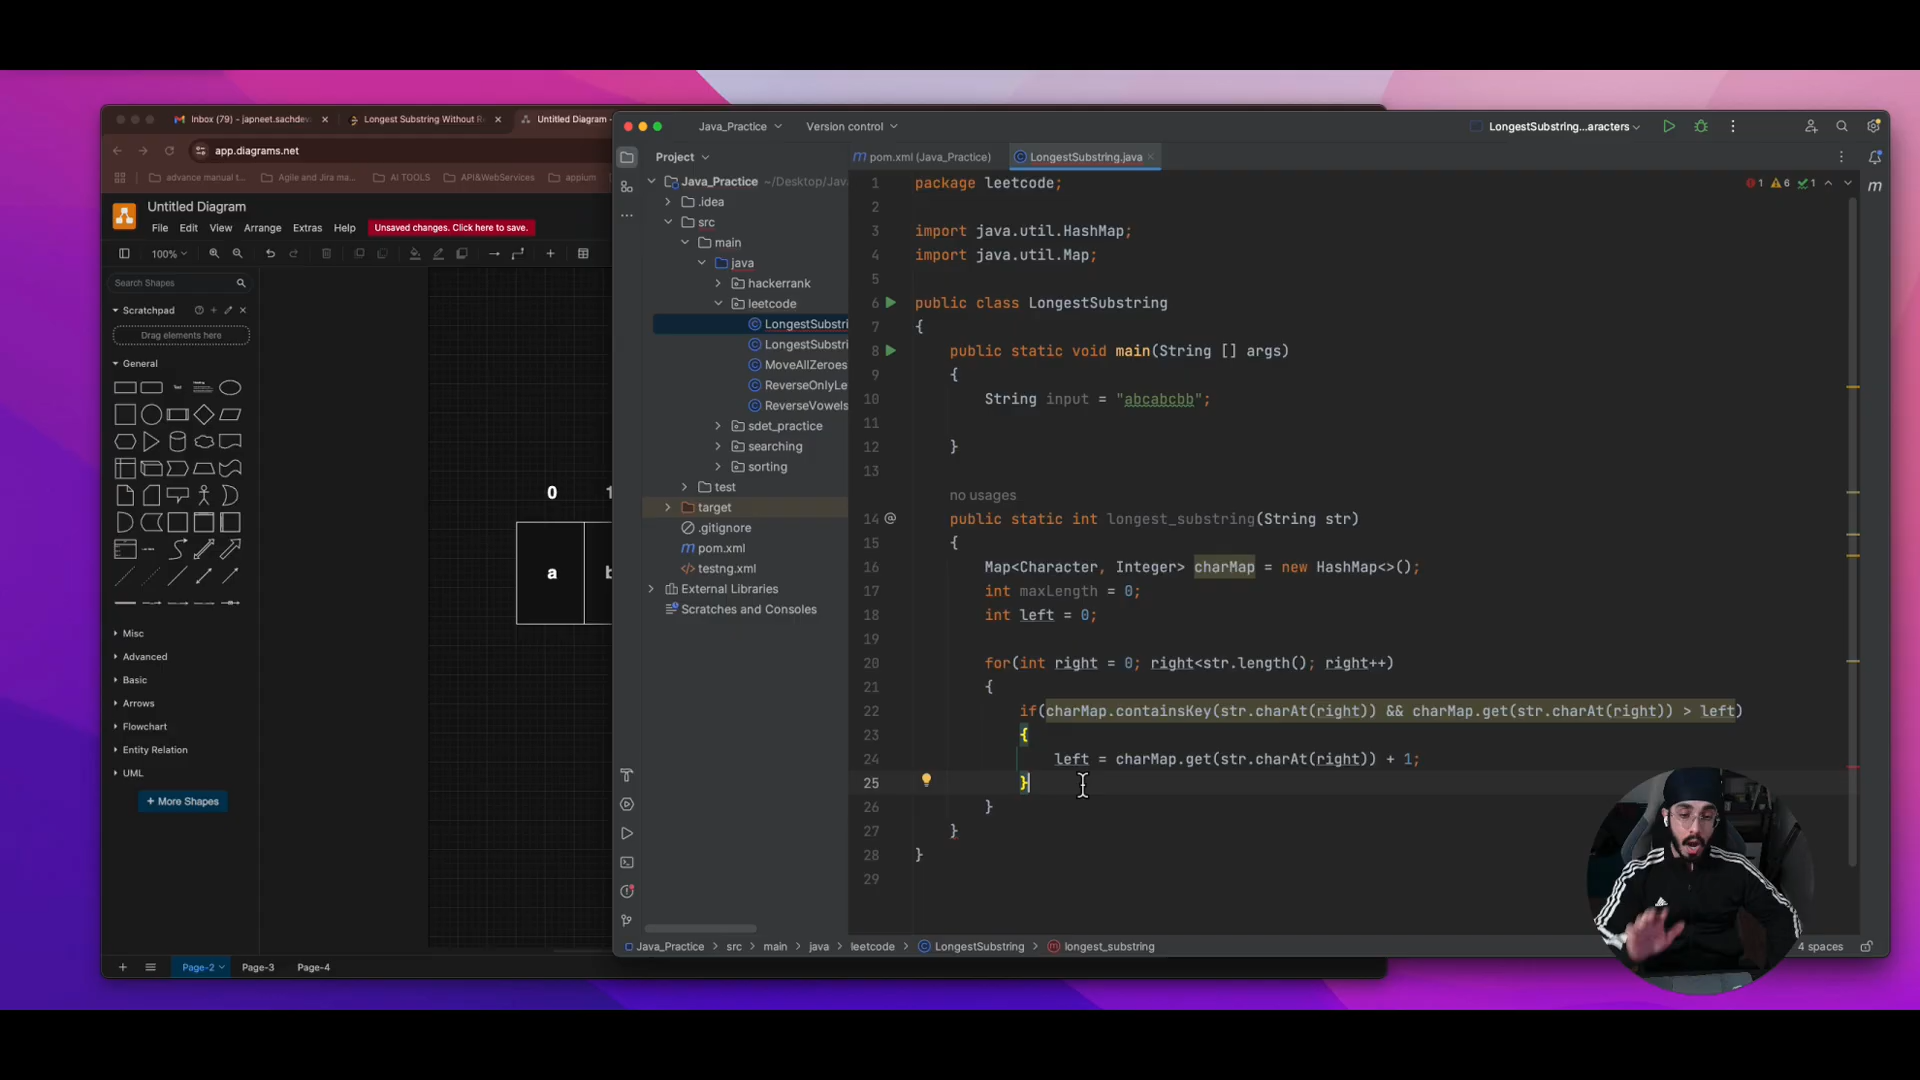 Inbox (79) - japneet.sachdev
Longest Substring Without R
Untitled Diagram -
app.diagrams.net
advance manual t...
Agile and Jira ma...
AI TOOLS
API&WebServices
appium
Untitled Diagram
File Edit View Arrange Extras Help
Unsaved changes. Click here to save.
100%
Search Shapes
Scratchpad
Drag elements here
General
Text
Misc
Advanced
Basic
Arrows
Flowchart
Entity Relation
UML
+ More Shapes
Page-2 Page-3 Page-4
0 1
a b
Java_Practice
Version control
LongestSubstring...aracters
Project
Java_Practice ~/Desktop/Jav
.idea
src
main
java
hackerrank
leetcode
LongestSubstri
LongestSubstri
MoveAllZeroes
ReverseOnlyLe
ReverseVowels
sdet_practice
searching
sorting
test
target
.gitignore
pom.xml
testng.xml
External Libraries
Scratches and Consoles
pom.xml (Java_Practice)
LongestSubstring.java
1 6 1
1 package leetcode;
2
3 import java.util.HashMap;
4 import java.util.Map;
5
6 public class LongestSubstring
7 {
8 public static void main(String [] args)
9 {
10 String input = "abcabcbb";
11
12 }
13
no usages
14 public static int longest_substring(String str)
15 {
16 Map<Character, Integer> charMap = new HashMap<>();
17 int maxLength = 0;
18 int left = 0;
19
20 for(int right = 0; right<str.length(); right++)
21 {
22 if(charMap.containsKey(str.charAt(right)) && charMap.get(str.charAt(right)) > left)
23 {
24 left = charMap.get(str.charAt(right)) + 1;
25 }
26 }
27 }
28 }
29
Java_Practice > src > main > java > leetcode > LongestSubstring > longest_substring
4 spaces